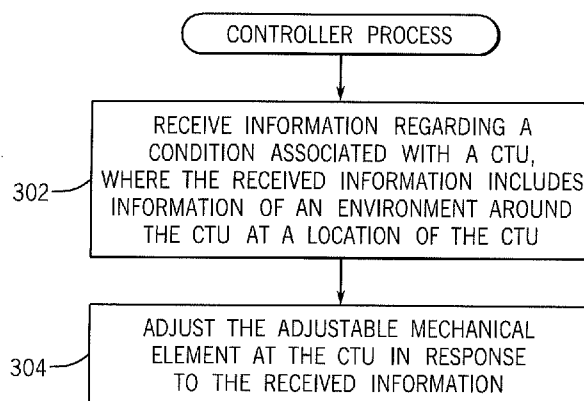 CONTROLLER PROCESS
RECEIVE INFORMATION REGARDING A
CONDITION ASSOCIATED WITH A CTU,
WHERE THE RECEIVED INFORMATION INCLUDES
INFORMATION OF AN ENVIRONMENT AROUND
THE CTU AT A LOCATION OF THE CTU
302
ADJUST THE ADJUSTABLE MECHANICAL
ELEMENT AT THE CTU IN RESPONSE
TO THE RECEIVED INFORMATION
304